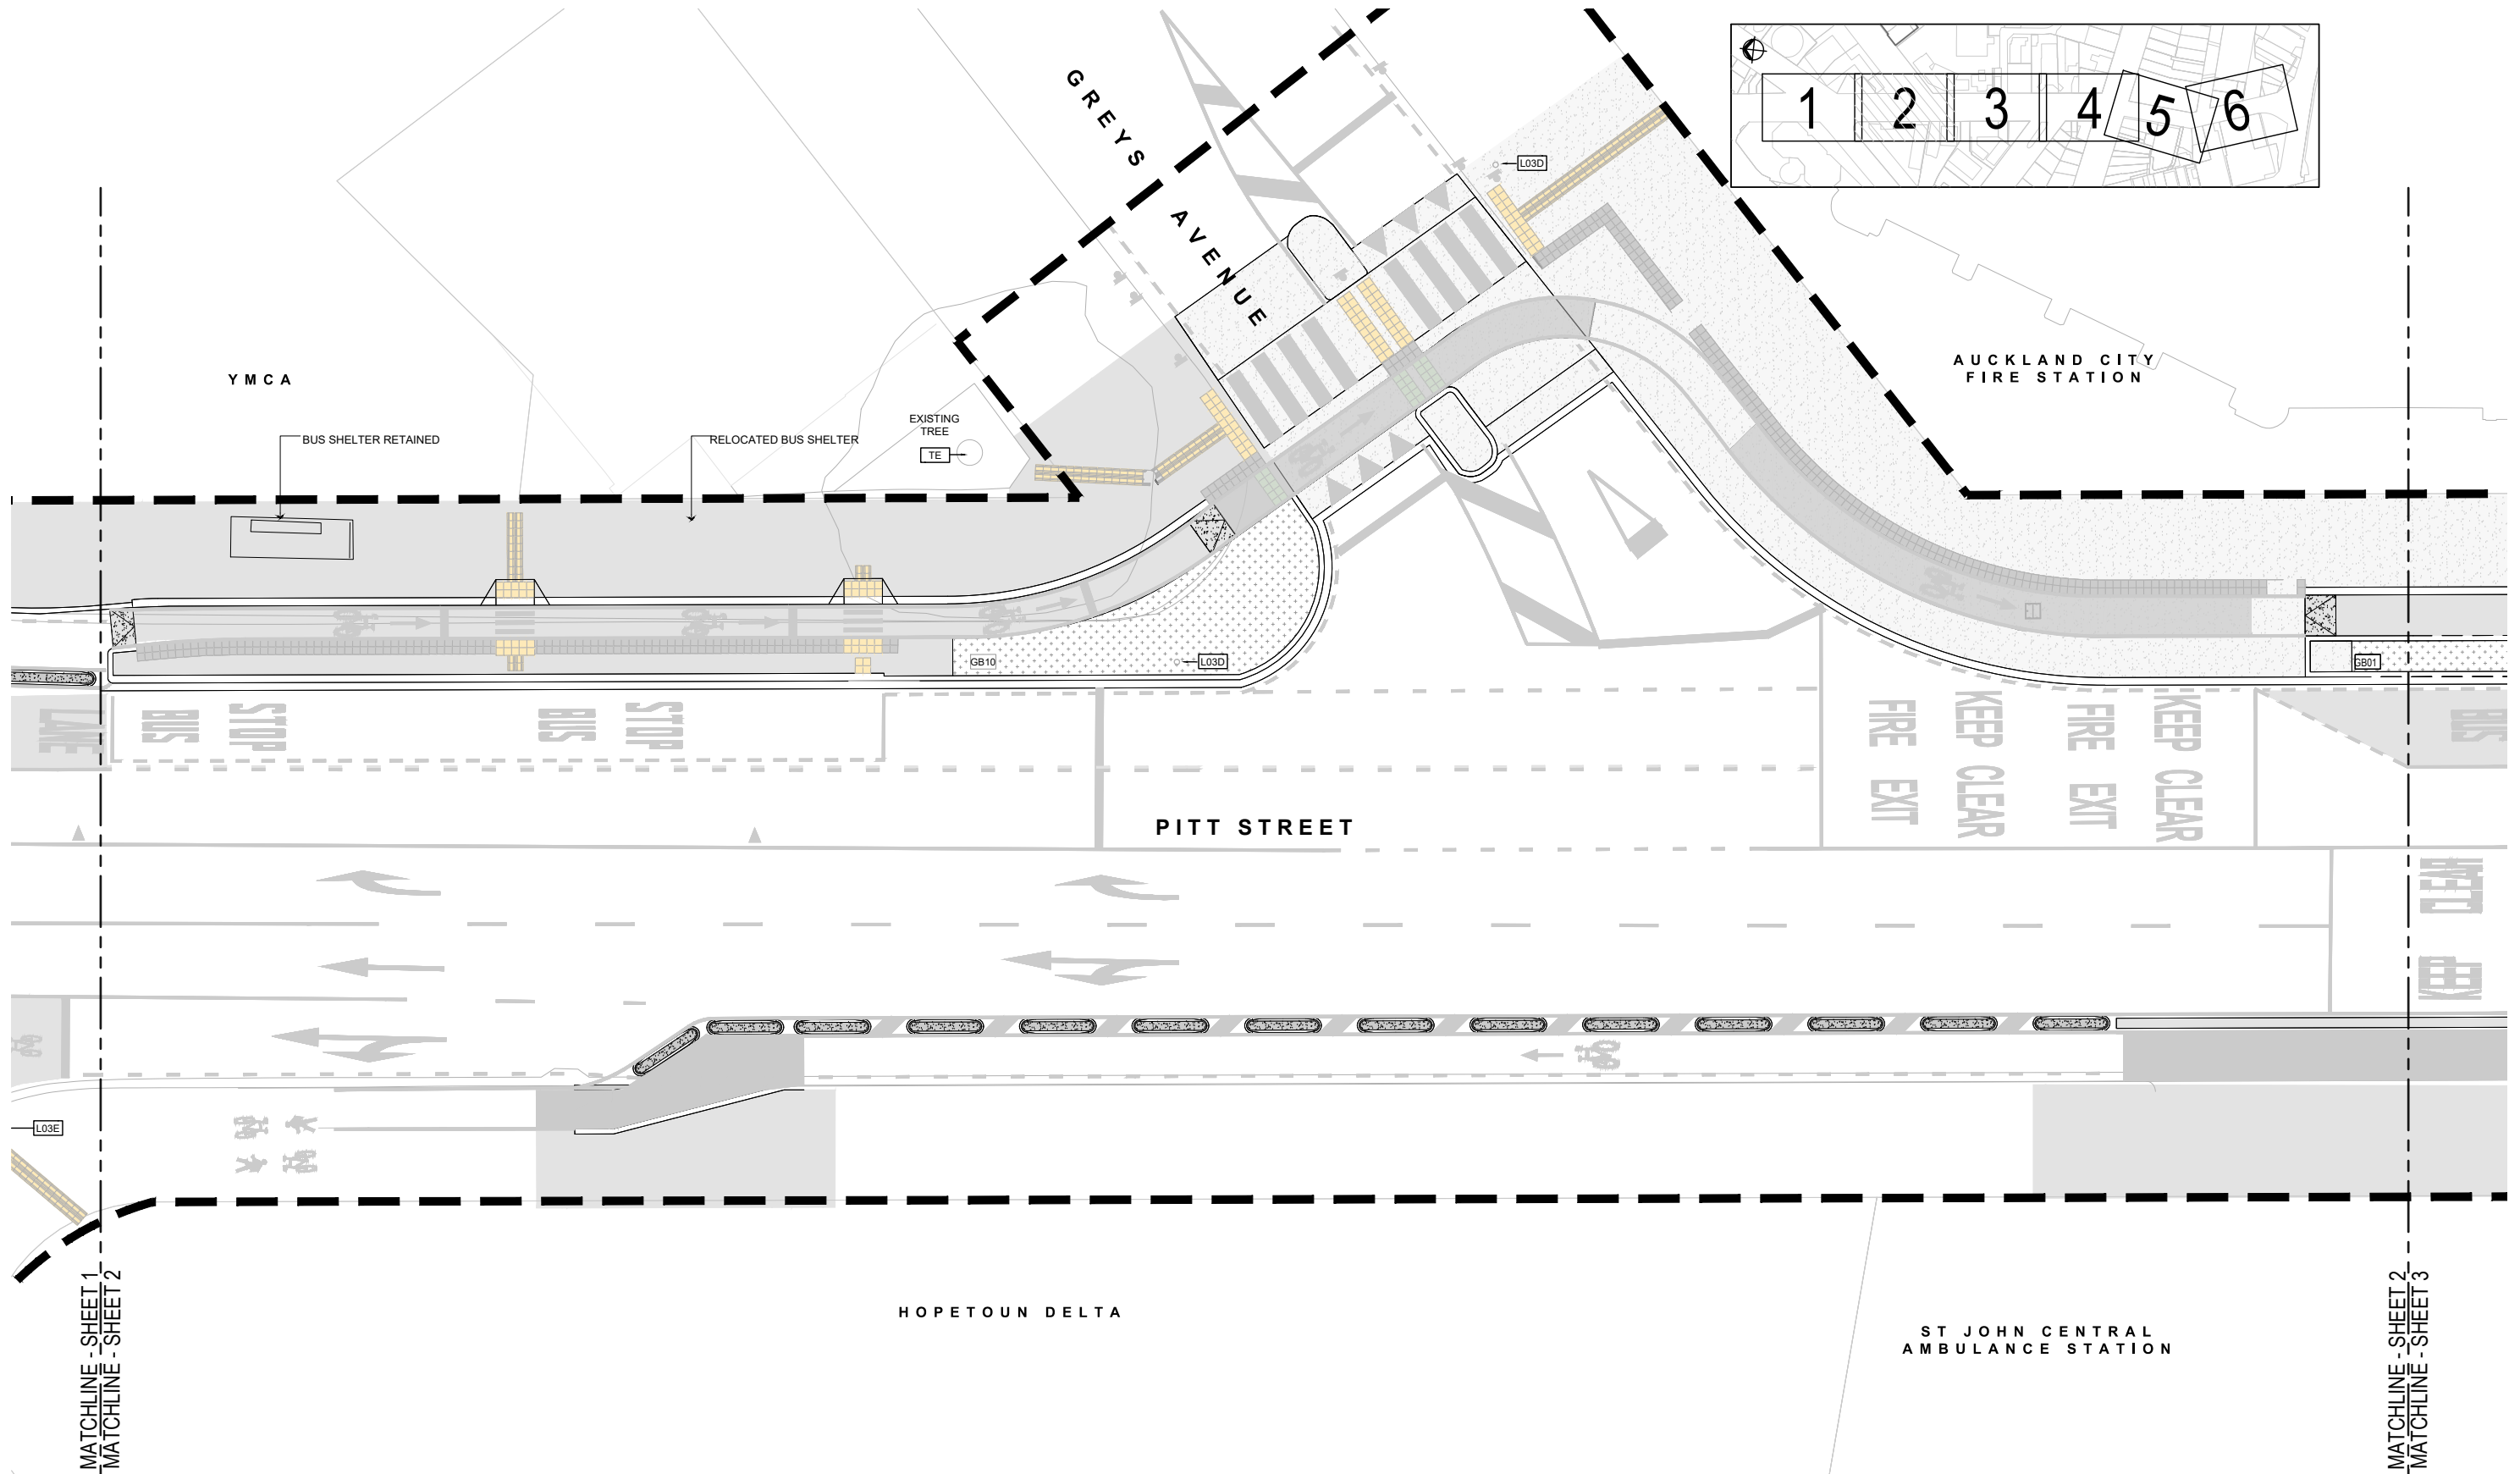 GREYS AVENUE
L03D
1 2 3 4 5 6
YMCA
BUS SHELTER RETAINED
RELOCATED BUS SHELTER
EXISTING
TREE
TE
AUCKLAND CITY
FIRE STATION
GB10
L03D
GB01
LANE
BUS
STOP
BUS
STOP
FIRE
EXIT
KEEP
CLEAR
FIRE
EXIT
KEEP
CLEAR
BUS
PITT STREET
KEEP
CLEAR
L03E
HOPETOUN DELTA
ST JOHN CENTRAL
AMBULANCE STATION
MATCHLINE - SHEET 1
MATCHLINE - SHEET 2
MATCHLINE - SHEET 2
MATCHLINE - SHEET 3